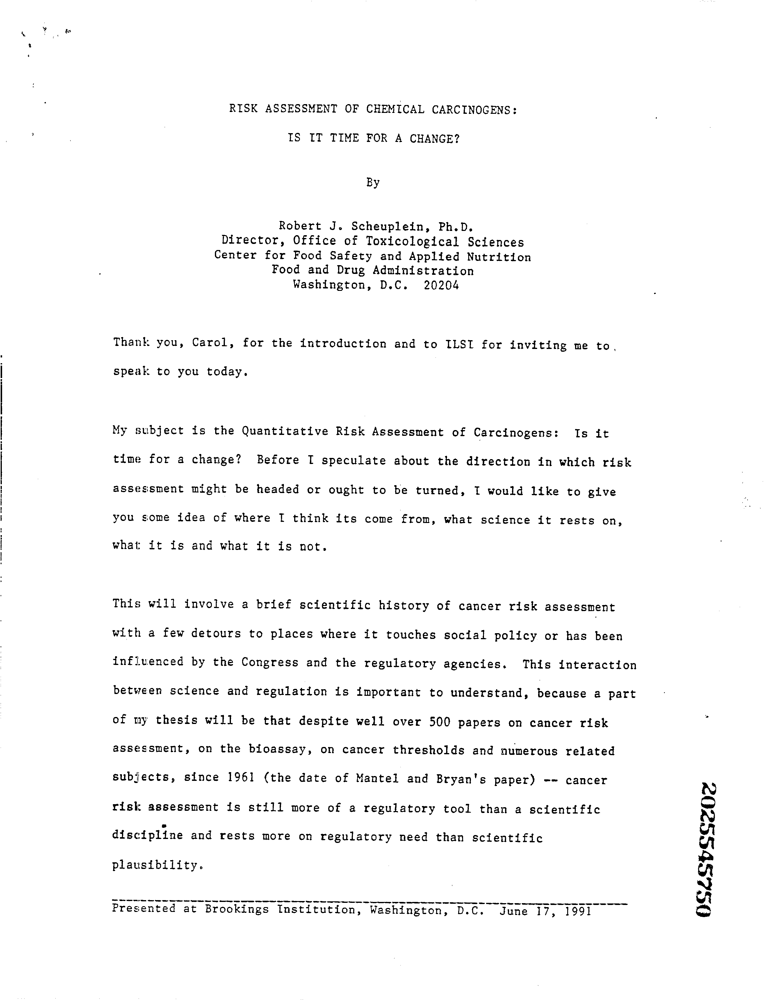 RISK ASSESSMENT OF CHEMICAL CARCINOGENS:
IS IT TIME FOR A CHANGE?
By
Robert J. Scheuplein, Ph.D.
Director, Office of Toxicological Sciences
Center for Food Safety and Applied Nutrition
Food and Drug Administration
Washington, D.C. 20204
Thank you, Carol, for the introduction and to ILSI for inviting me to
speak to you today.
My subject is the Quantitative Risk Assessment of Carcinogens: Is it
time for a change? Before I speculate about the direction in which risk
assessment might be headed or ought to be turned, I would like to give
you some idea of where I think its come from, what science it rests on,
what it is and what it is not.
This will involve a brief scientific history of cancer risk assessment
with a few detours to places where it touches social policy or has been
influenced by the Congress and the regulatory agencies. This interaction
between science and regulation is important to understand, because a part
of my thesis will be that despite well over 500 papers on cancer risk
assessment, on the bioassay, on cancer thresholds and numerous related
subjects, since 1961 (the date of Mantel and Bryan's paper) -- cancer
risk assessment is still more of a regulatory tool than a scientific
discipline and rests more on regulatory need than scientific
plausibility.
Presented at Brookings Institution, Washington, D.C. June 17, 1991
2025545750